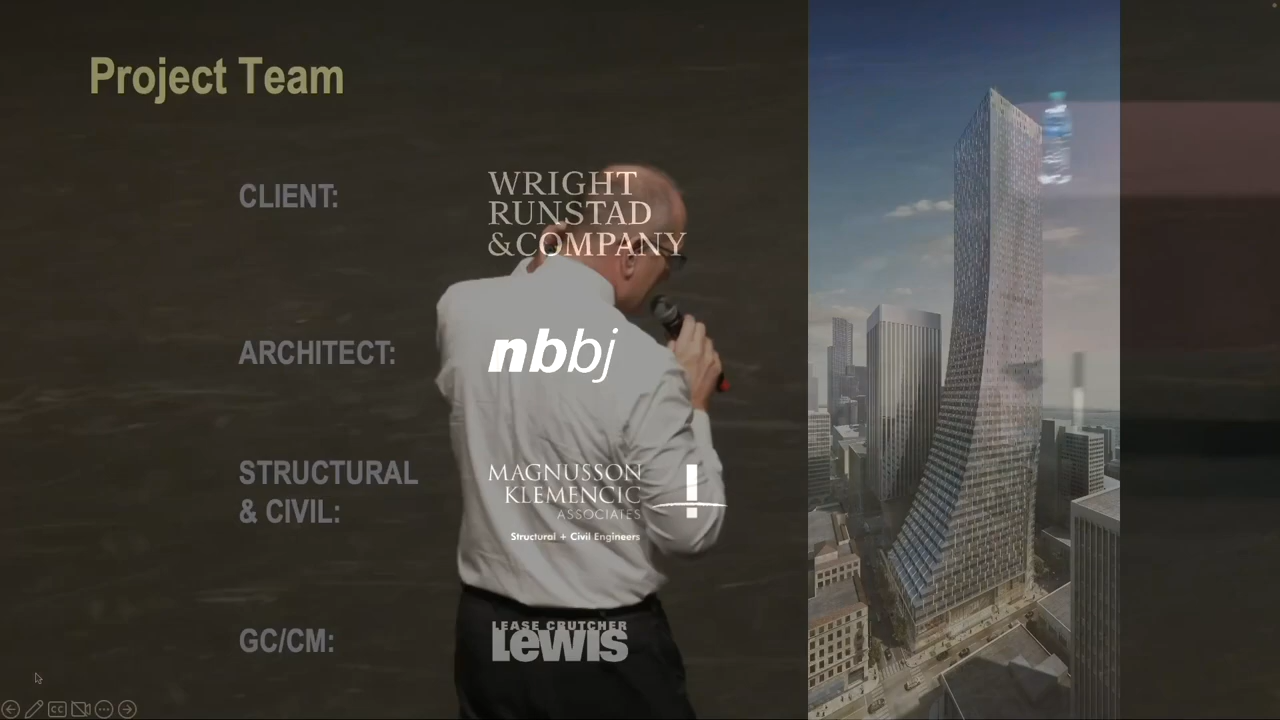 Project Team
CLIENT:
WRIGHT
RUNSTAD
&COMPANY
ARCHITECT:
nbbj
STRUCTURAL
& CIVIL:
MAGNUSSON
KLEMENCIC
ASSOCIATES
Structural + Civil Engineers
GC/CM:
LEASE CRUTCHER
Lewis
CC